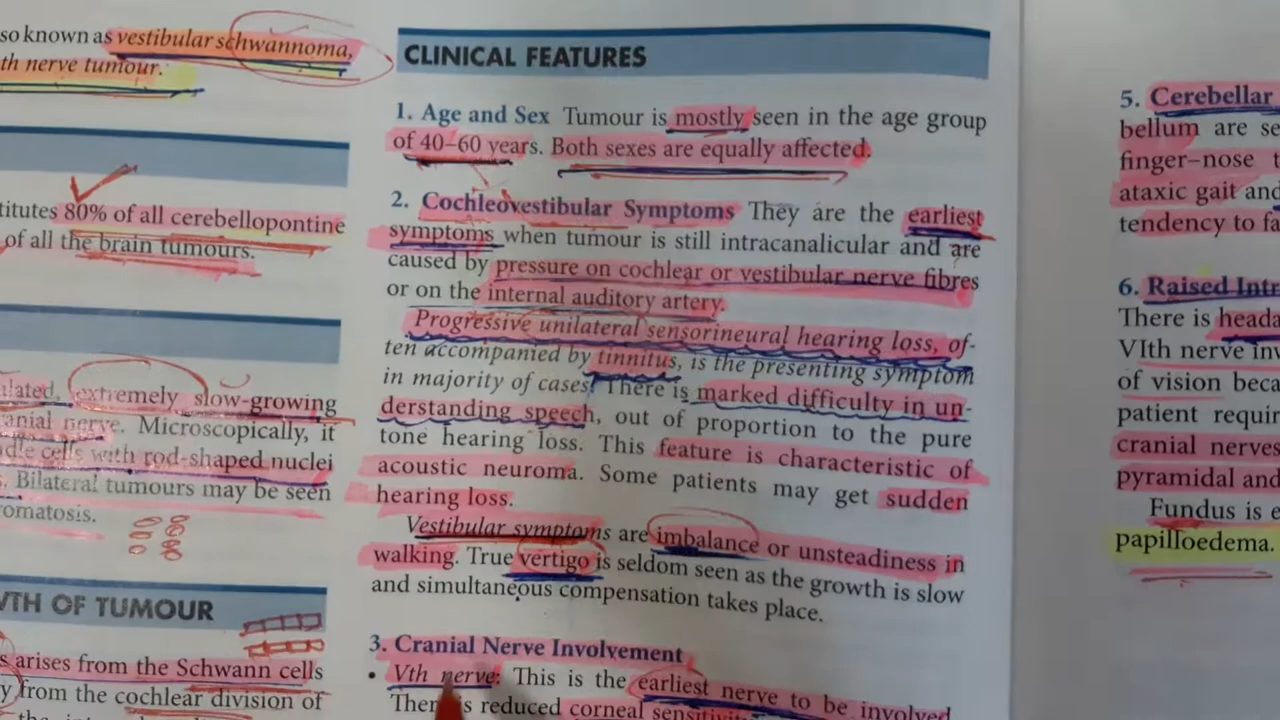 so known as vestibular schwannoma,
th nerve tumour.
titutes 80% of all cerebellopontine
of all the brain tumours.
lated, extremely slow-growing
anial nerve. Microscopically, it
dle cells with rod-shaped nuclei
s. Bilateral tumours may be seen
omatosis.
VTH OF TUMOUR
s arises from the Schwann cells
y from the cochlear division of
CLINICAL FEATURES
1. Age and Sex Tumour is mostly seen in the age group
of 40–60 years. Both sexes are equally affected.
2. Cochleovestibular Symptoms They are the earliest
symptoms when tumour is still intracanalicular and are
caused by pressure on cochlear or vestibular nerve fibres
or on the internal auditory artery.
Progressive unilateral sensorineural hearing loss, of-
ten accompanied by tinnitus, is the presenting symptom
in majority of cases. There is marked difficulty in un-
derstanding speech, out of proportion to the pure
tone hearing loss. This feature is characteristic of
acoustic neuroma. Some patients may get sudden
hearing loss.
Vestibular symptoms are imbalance or unsteadiness in
walking. True vertigo is seldom seen as the growth is slow
and simultaneous compensation takes place.
3. Cranial Nerve Involvement
• Vth nerve: This is the earliest nerve to be involved
There is reduced corneal sensitivity
5. Cerebellar
bellum are se
finger–nose t
ataxic gait and
tendency to fa
6. Raised Intr
There is heada
VIth nerve inv
of vision beca
patient requir
cranial nerves
pyramidal and
Fundus is e
papilloedema.